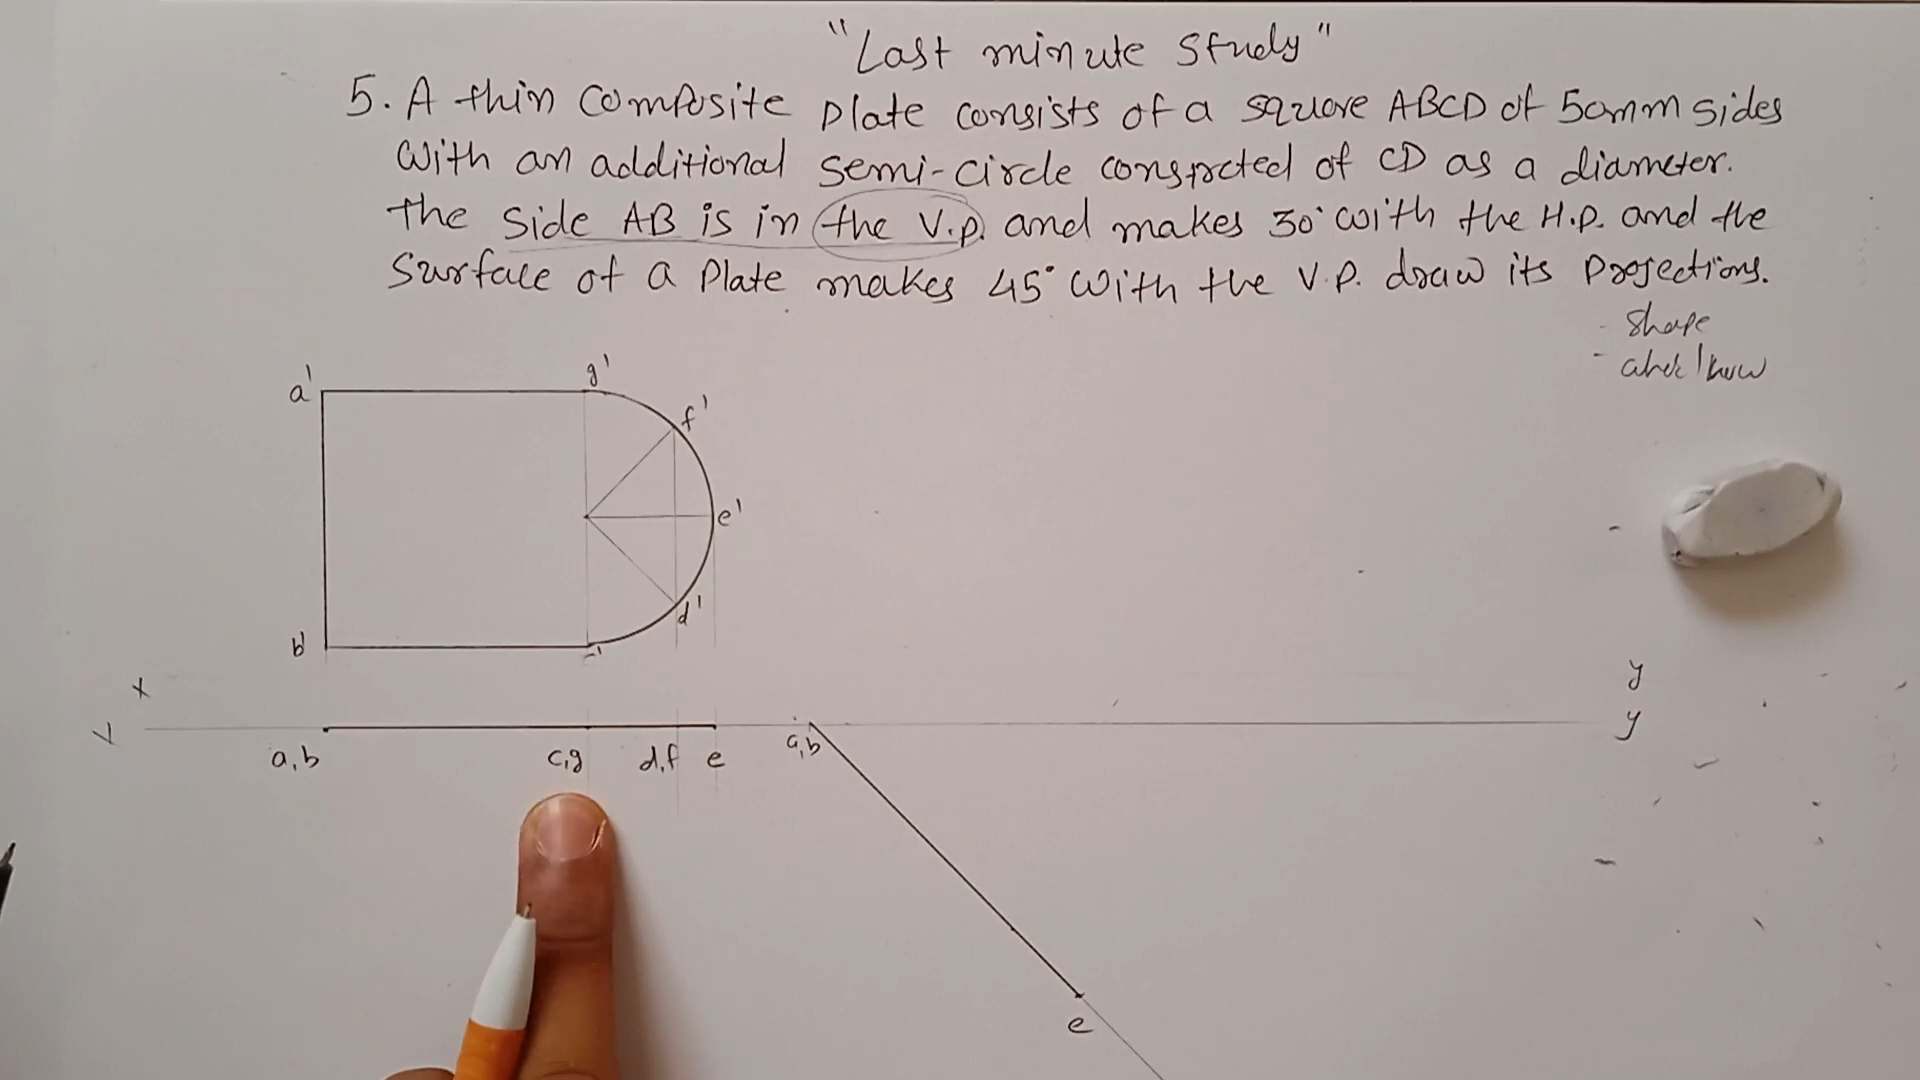 "Last minute Study"
5. A thin composite plate consists of a square ABCD of 50mm sides
with an additional semi-circle conspcted of CD as a diameter.
the side AB is in the V.P. and makes 30° with the H.P. and the
Surface of a plate makes 45° with the V.P. draw its Projections.
- shape
a' g'
f'
e'
d'
b'
x y
y
a,b c,g d,f e a,b
e